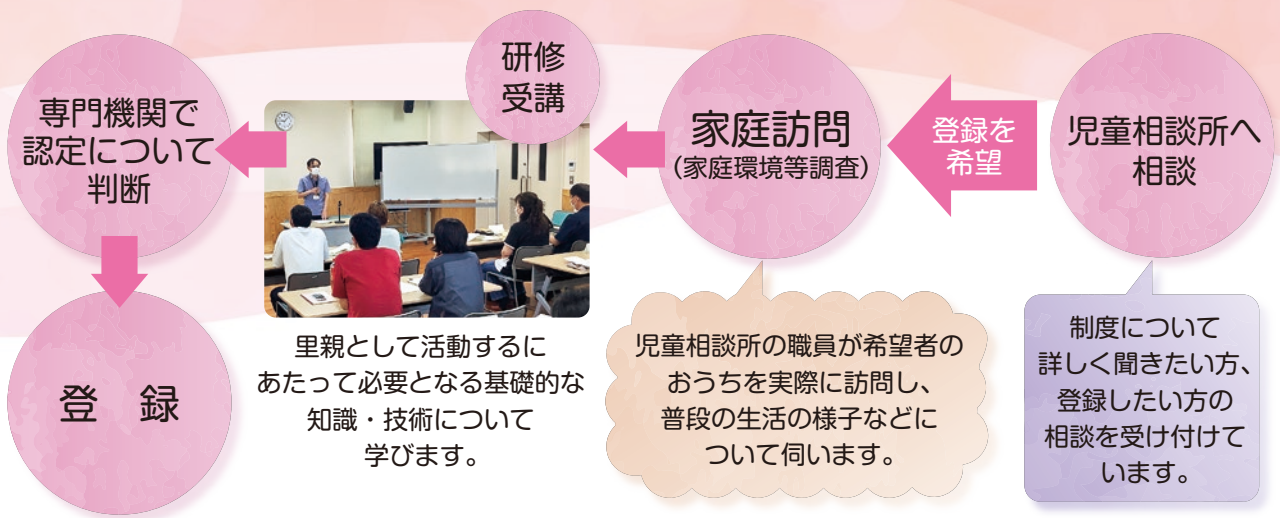 児童相談所へ
相談
制度について
詳しく聞きたい方、
登録したい方の
相談を受け付けて
います。
登録を
希望
家庭訪問
(家庭環境等調査)
児童相談所の職員が希望者の
おうちを実際に訪問し、
普段の生活の様子などに
ついて伺います。
研修
受講
里親として活動するに
あたって必要となる基礎的な
知識・技術について
学びます。
専門機関で
認定について
判断
登　録